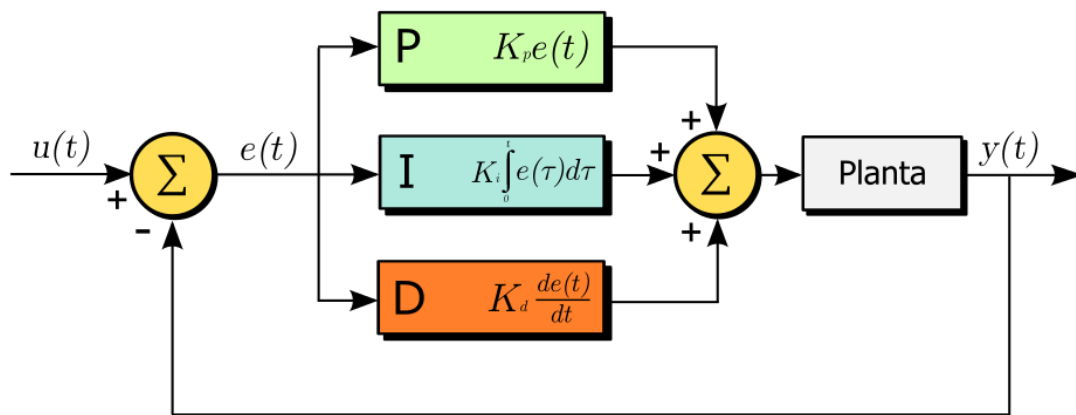 P K_p e(t)
u(t) + - Σ e(t)
I K_i ∫_0^t e(τ)dτ
+ + + Σ
Planta
y(t)
D K_d de(t)/dt